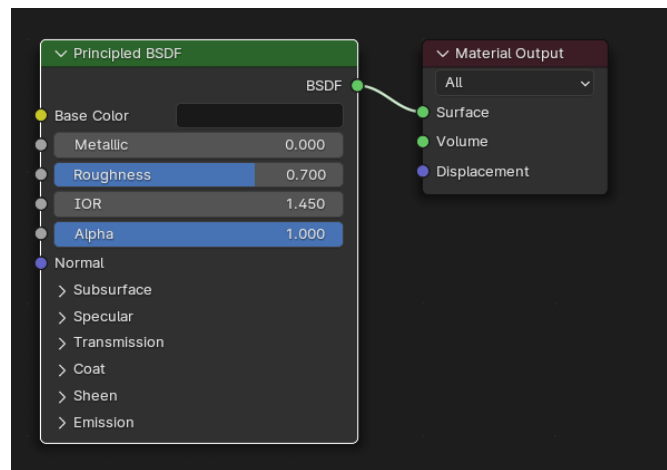 Principled BSDF
BSDF
Base Color
Metallic 0.000
Roughness 0.700
IOR 1.450
Alpha 1.000
Normal
Subsurface
Specular
Transmission
Coat
Sheen
Emission
Material Output
All
Surface
Volume
Displacement